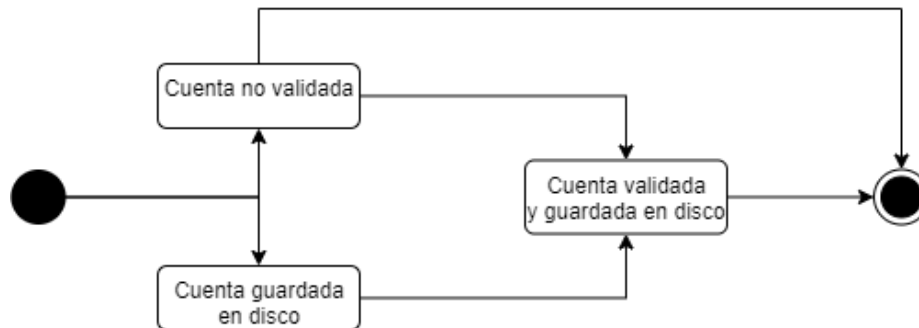 Cuenta no validada
Cuenta validada
y guardada en disco
Cuenta guardada
en disco